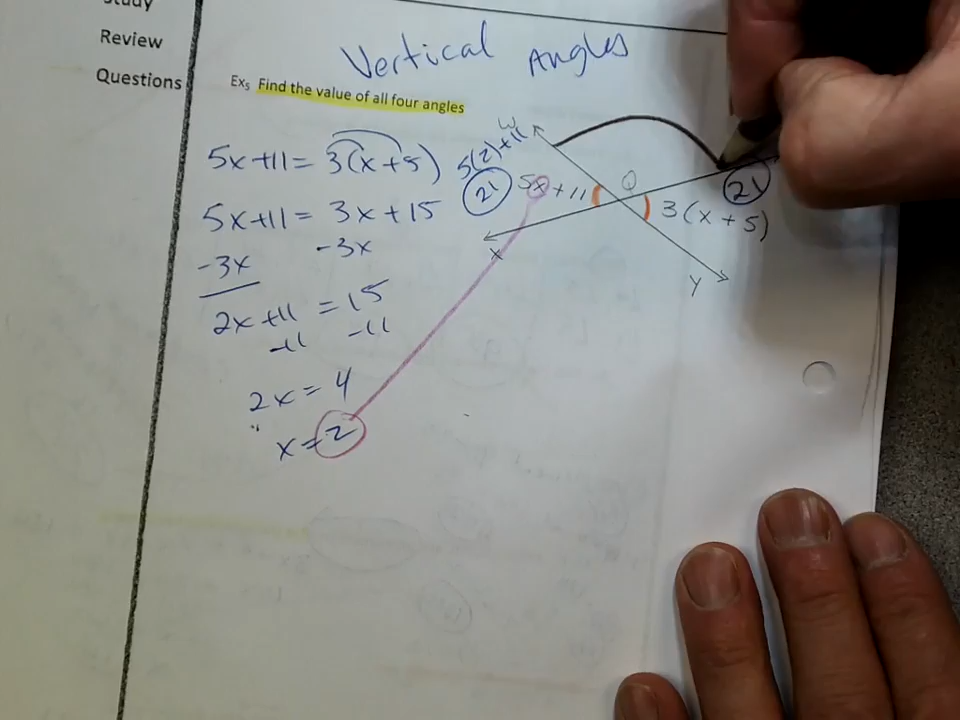 Study
Review
Questions
Vertical Angles
Exs Find the value of all four angles
5x+11 = 3(x+5)
5x+11 = 3x+15
-3x -3x
2x+11 = 15
-11 -11
2x = 4
x = 2
W
5(2)+11
21
5x+11
Q
21
3(x+5)
X
Y